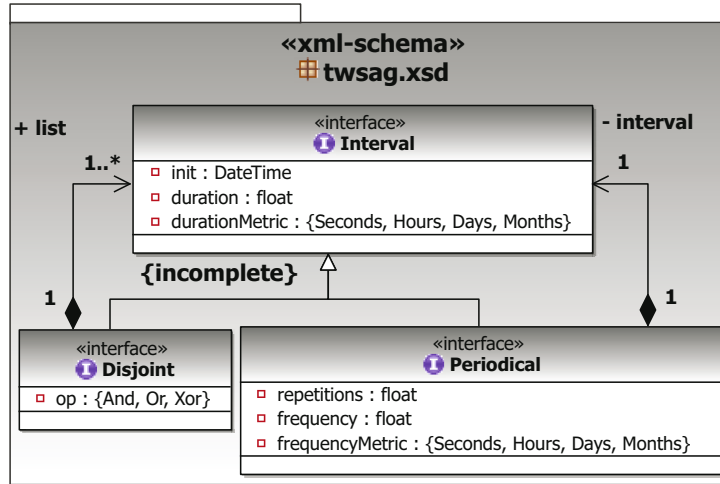 «xml-schema»
twsag.xsd
+ list
«interface»
I Interval
- interval
1..*
init : DateTime
1
duration : float
durationMetric : {Seconds, Hours, Days, Months}
{incomplete}
1
1
«interface»
I Disjoint
op : {And, Or, Xor}
«interface»
I Periodical
repetitions : float
frequency : float
frequencyMetric : {Seconds, Hours, Days, Months}